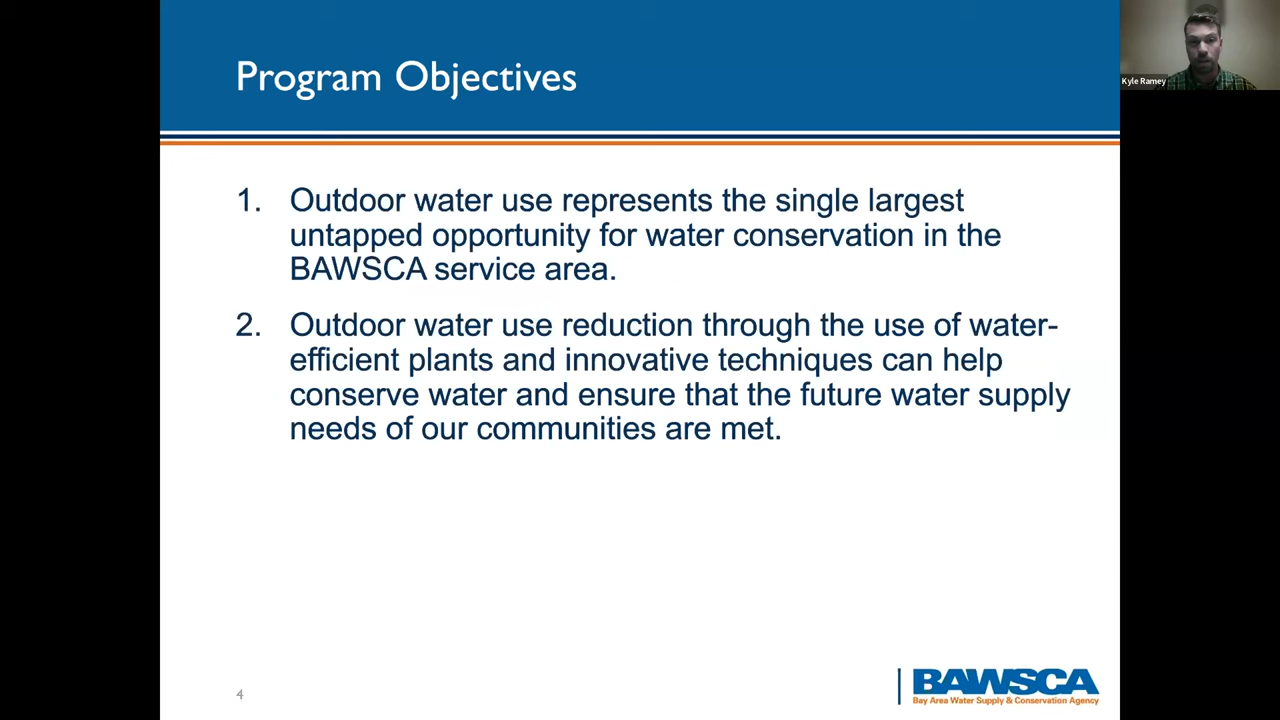 Program Objectives
Kyle Ramey
1. Outdoor water use represents the single largest
untapped opportunity for water conservation in the
BAWSCA service area.
2. Outdoor water use reduction through the use of water-
efficient plants and innovative techniques can help
conserve water and ensure that the future water supply
needs of our communities are met.
4
BAWSCA
Bay Area Water Supply & Conservation Agency